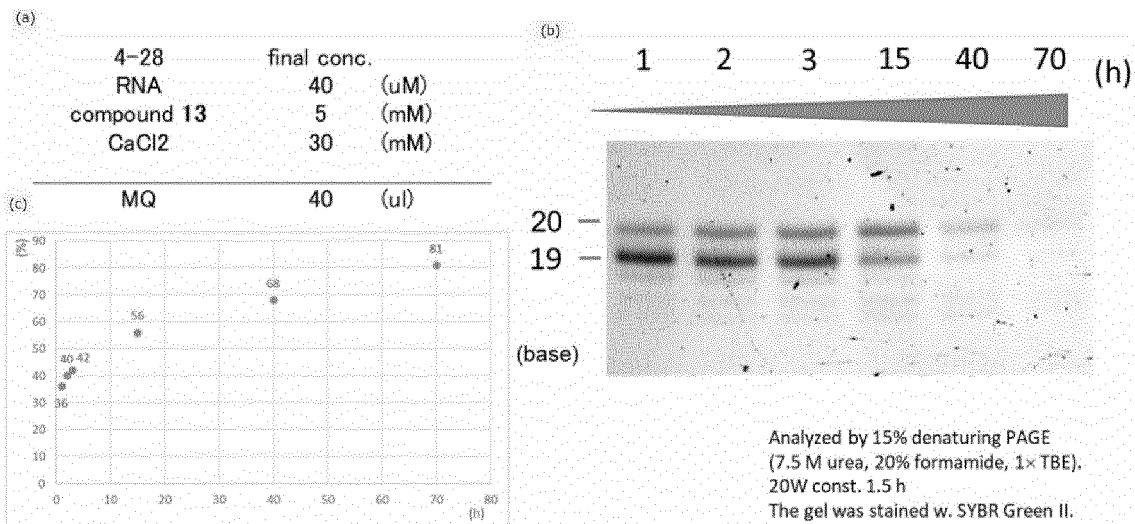 (a)
4-28 final conc.
RNA 40 (uM)
compound 13 5 (mM)
CaCl2 30 (mM)
MQ 40 (ul)
(b)
1 2 3 15 40 70 (h)
20
19
(base)
Analyzed by 15% denaturing PAGE
(7.5 M urea, 20% formamide, 1× TBE).
20W const. 1.5 h
The gel was stained w. SYBR Green II.
(c)
(%)
90
80
70
60
50
40
30
20
10
0
36
40
42
56
68
81
0 10 20 30 40 50 60 70 80
(h)